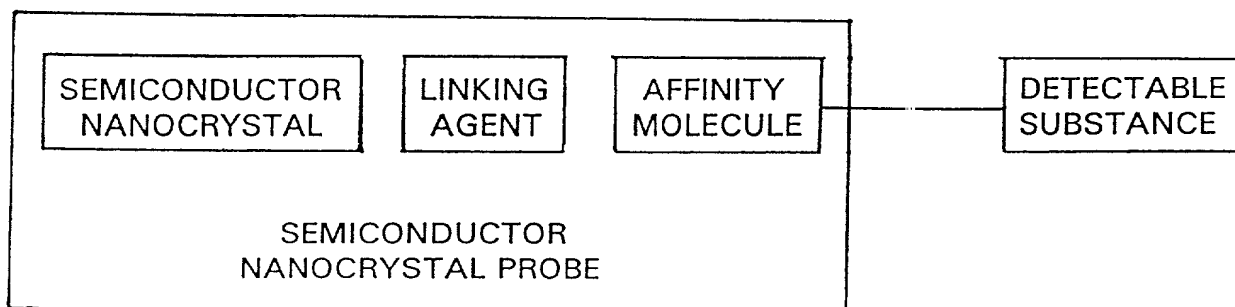 SEMICONDUCTOR
NANOCRYSTAL
LINKING
AGENT
AFFINITY
MOLECULE
DETECTABLE
SUBSTANCE
SEMICONDUCTOR
NANOCRYSTAL PROBE